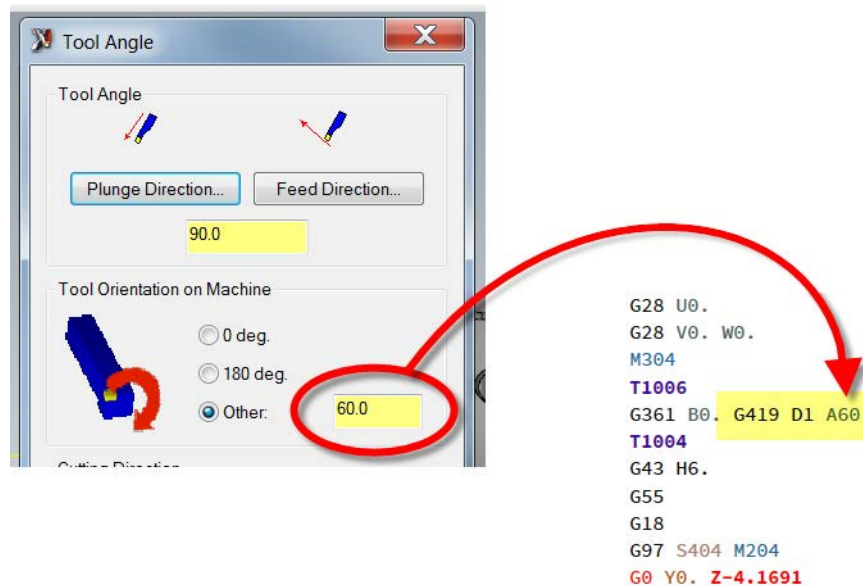 Tool Angle
Tool Angle
Plunge Direction...
Feed Direction...
90.0
Tool Orientation on Machine
0 deg.
180 deg.
Other:
60.0
G28 U0.
G28 V0. W0.
M304
T1006
G361 B0. G419 D1 A60
T1004
G43 H6.
G55
G18
G97 S404 M204
G0 Y0. Z-4.1691